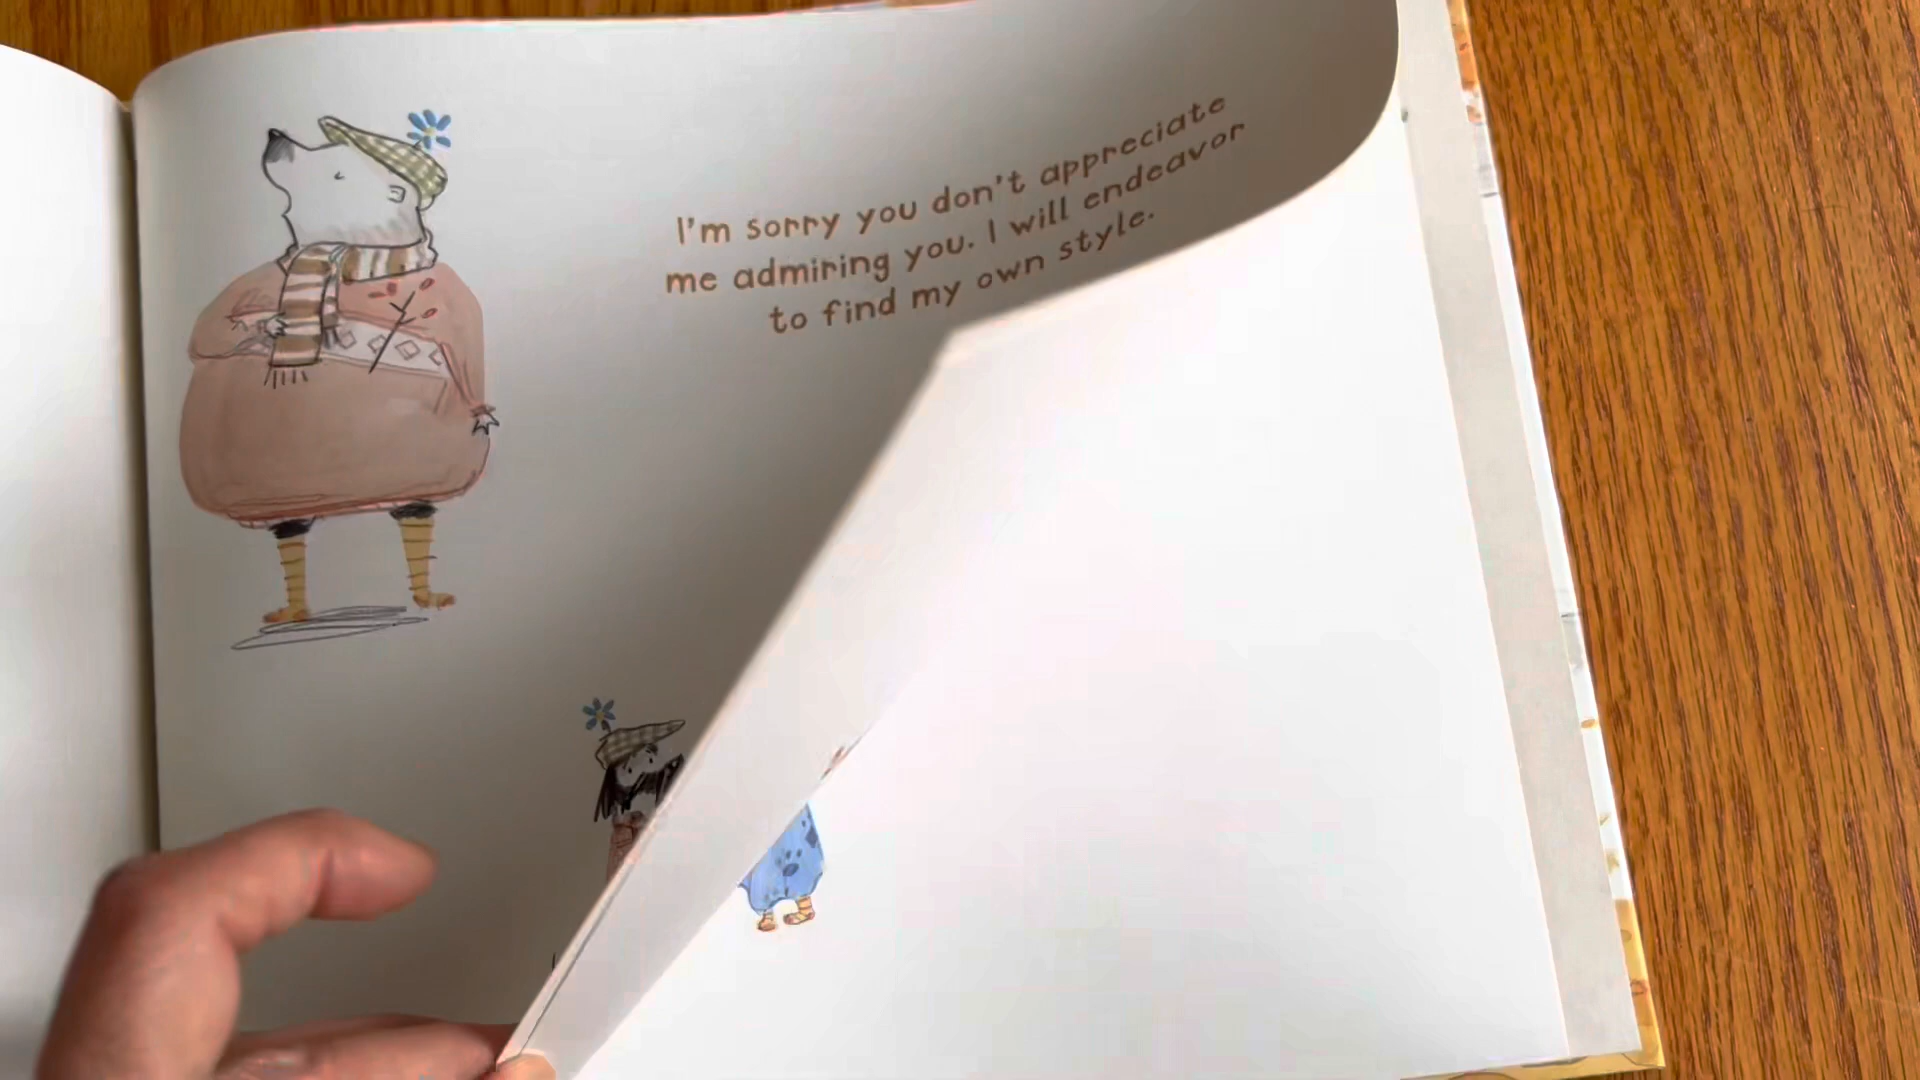 I'm sorry you don't appreciate
me admiring you. I will endeavor
to find my own style.